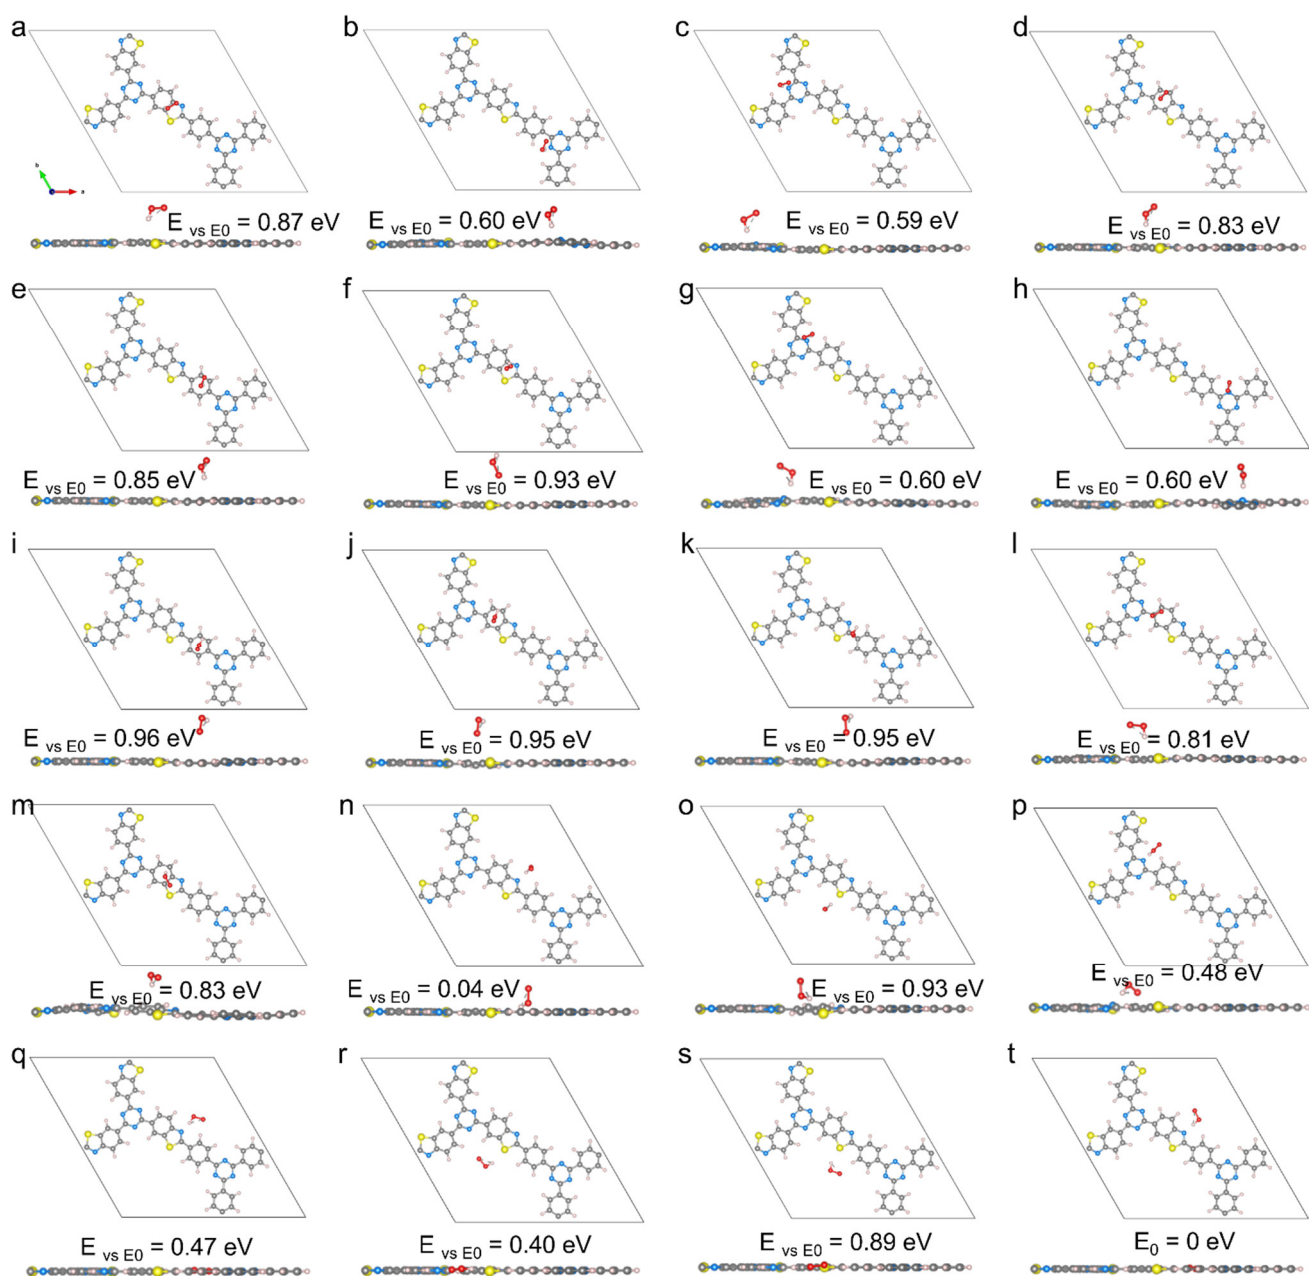 a b c d
E vs E0 = 0.87 eV E vs E0 = 0.60 eV E vs E0 = 0.59 eV E vs E0 = 0.83 eV
e f g h
E vs E0 = 0.85 eV E vs E0 = 0.93 eV E vs E0 = 0.60 eV E vs E0 = 0.60 eV
i j k l
E vs E0 = 0.96 eV E vs E0 = 0.95 eV E vs E0 = 0.95 eV E vs E0 = 0.81 eV
m n o p
E vs E0 = 0.83 eV E vs E0 = 0.04 eV E vs E0 = 0.93 eV E vs E0 = 0.48 eV
q r s t
E vs E0 = 0.47 eV E vs E0 = 0.40 eV E vs E0 = 0.89 eV E0 = 0 eV